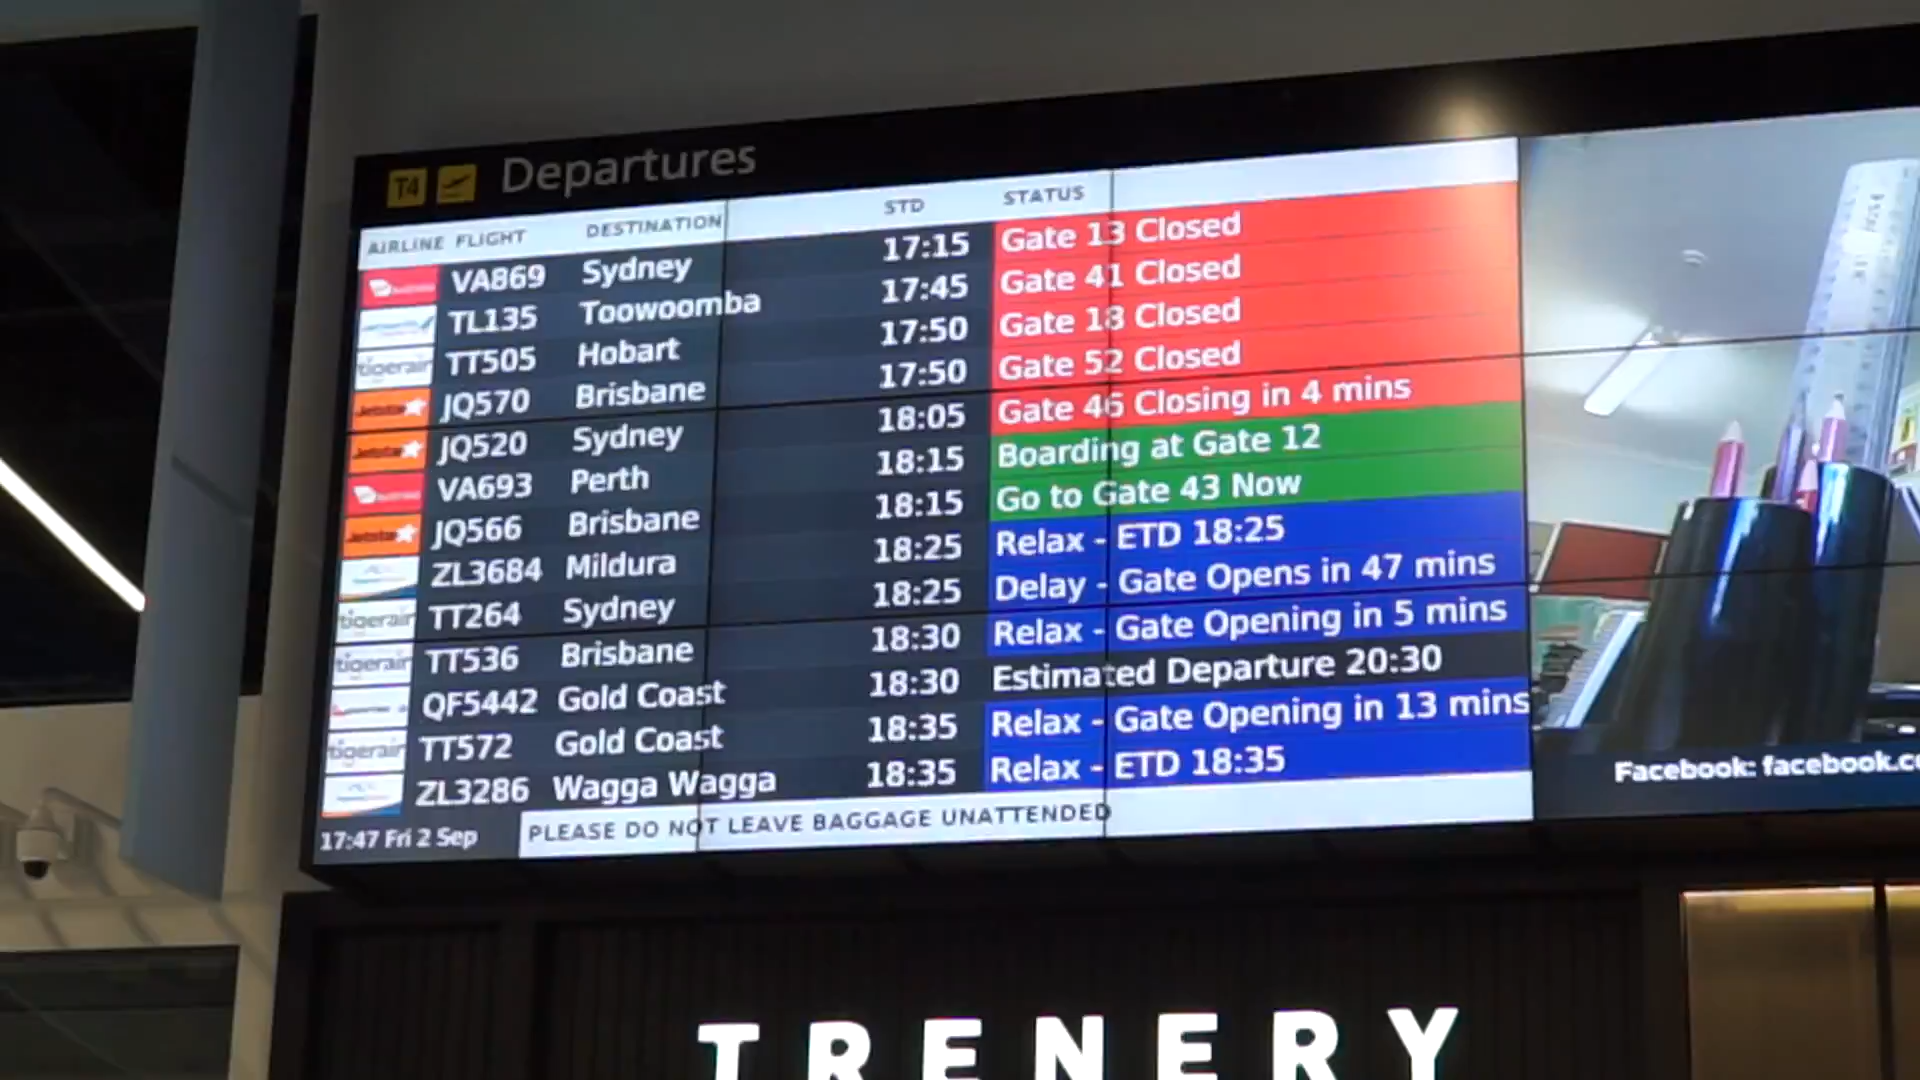 T4 Departures
AIRLINE FLIGHT DESTINATION STD STATUS
VA869 Sydney 17:15 Gate 13 Closed
TL135 Toowoomba 17:45 Gate 41 Closed
tigerair TT505 Hobart 17:50 Gate 18 Closed
Jetstar JQ570 Brisbane 17:50 Gate 52 Closed
Jetstar JQ520 Sydney 18:05 Gate 46 Closing in 4 mins
VA693 Perth 18:15 Boarding at Gate 12
Jetstar JQ566 Brisbane 18:15 Go to Gate 43 Now
ZL3684 Mildura 18:25 Relax - ETD 18:25
tigerair TT264 Sydney 18:25 Delay - Gate Opens in 47 mins
tigerair TT536 Brisbane 18:30 Relax - Gate Opening in 5 mins
QF5442 Gold Coast 18:30 Estimated Departure 20:30
tigerair TT572 Gold Coast 18:35 Relax - Gate Opening in 13 mins
ZL3286 Wagga Wagga 18:35 Relax - ETD 18:35
17:47 Fri 2 Sep PLEASE DO NOT LEAVE BAGGAGE UNATTENDED
Facebook: facebook.c
TRENERY